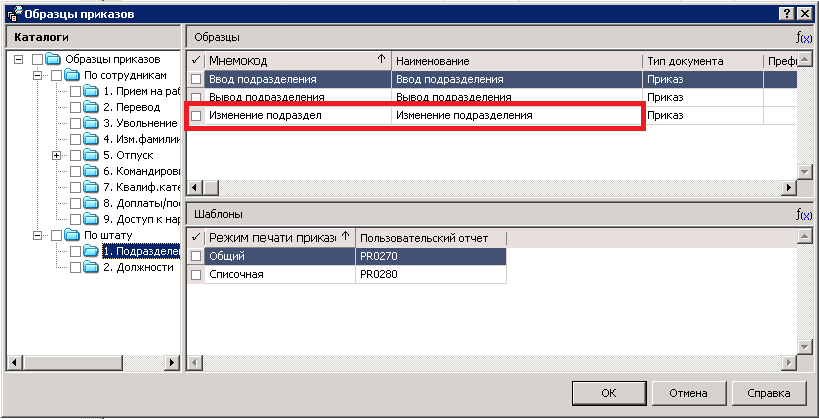 Образцы приказов
Каталоги
Образцы приказов
По сотрудникам
1. Прием на раб
2. Перевод
3. Увольнение
4. Изм.фамили
5. Отпуск
6. Командиров
7. Квалиф.кате
8. Доплаты/по
9. Доступ к нар
По штату
1. Подразделен
2. Должности
Образцы f(x)
Мнемокод Наименование Тип документа Префи
Ввод подразделения Ввод подразделения Приказ
Вывод подразделения Вывод подразделения Приказ
Изменение подраздел Изменение подразделения Приказ
Шаблоны f(x)
Режим печати приказ Пользовательский отчет
Общий PR0270
Списочная PR0280
OK Отмена Справка